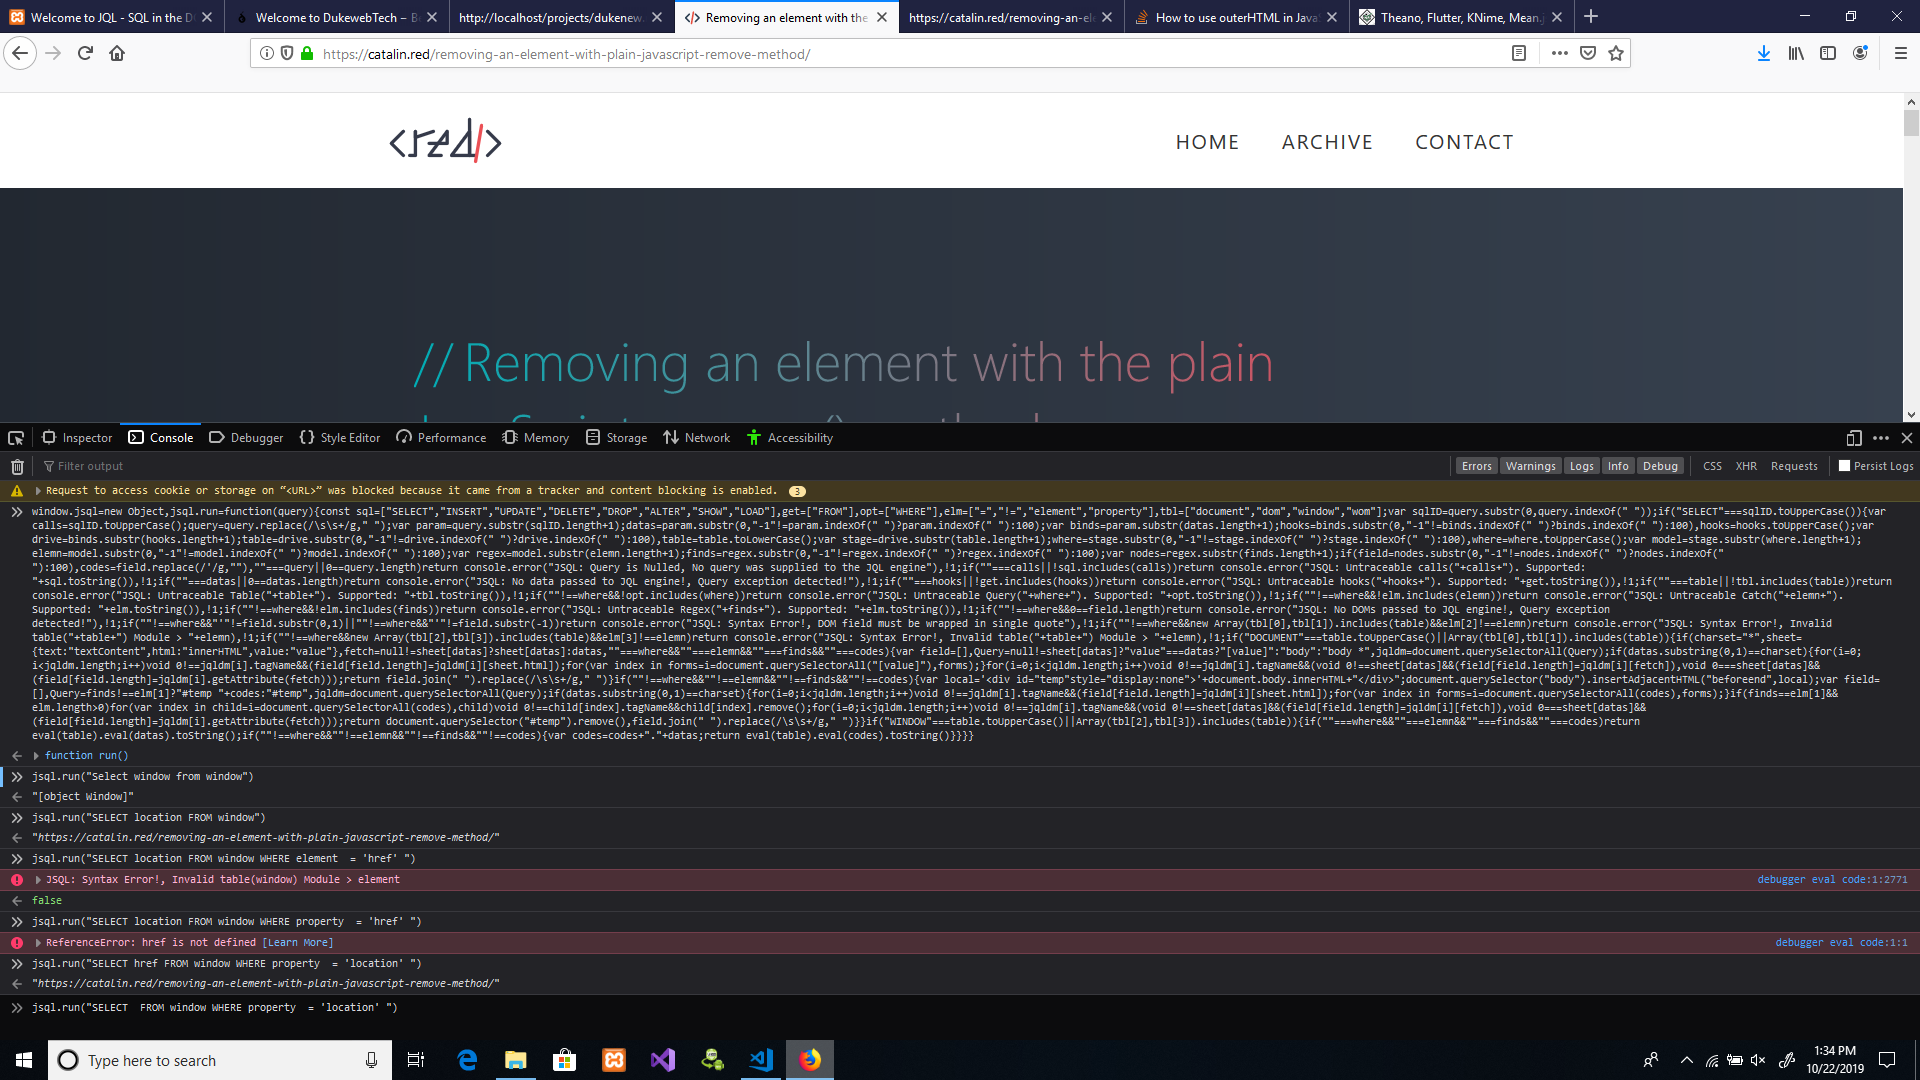 Welcome to JQL - SQL in the D
Welcome to DukewebTech – B
http://localhost/projects/dukenew
Removing an element with the
https://catalin.red/removing-an-el
How to use outerHTML in Java
Theano, Flutter, KNime, Mean.j
https://catalin.red/removing-an-element-with-plain-javascript-remove-method/
<red/>
HOME
ARCHIVE
CONTACT
// Removing an element with the plain
Inspector
Console
Debugger
Style Editor
Performance
Memory
Storage
Network
Accessibility
Filter output
Errors
Warnings
Logs
Info
Debug
CSS
XHR
Requests
Persist Logs
Request to access cookie or storage on “<URL>” was blocked because it came from a tracker and content blocking is enabled. 3
window.jsql=new Object,jsql.run=function(query){const sql=["SELECT","INSERT","UPDATE","DELETE","DROP","ALTER","SHOW","LOAD"],get=["FROM"],opt=["WHERE"],elm=["=","!=","element","property"],tbl=["document","dom","window","wom"];var sqlID=query.substr(0,query.indexOf(" "));if("SELECT"===sqlID.toUpperCase()){var
calls=sqlID.toUpperCase();query=query.replace(/\s\s+/g," ");var param=query.substr(sqlID.length+1);datas=param.substr(0,"-1"!=param.indexOf(" ")?param.indexOf(" "):100);var binds=param.substr(datas.length+1);hooks=binds.substr(0,"-1"!=binds.indexOf(" ")?binds.indexOf(" "):100),hooks=hooks.toUpperCase();var
drive=binds.substr(hooks.length+1);table=drive.substr(0,"-1"!=drive.indexOf(" ")?drive.indexOf(" "):100),table=table.toLowerCase();var stage=drive.substr(table.length+1);where=stage.substr(0,"-1"!=stage.indexOf(" ")?stage.indexOf(" "):100),where=where.toUpperCase();var model=stage.substr(where.length+1);
elemn=model.substr(0,"-1"!=model.indexOf(" ")?model.indexOf(" "):100);var regex=model.substr(elemn.length+1);finds=regex.substr(0,"-1"!=regex.indexOf(" ")?regex.indexOf(" "):100);var nodes=regex.substr(finds.length+1);if(field=nodes.substr(0,"-1"!=nodes.indexOf(" ")?nodes.indexOf("
"):100),codes=field.replace(/'/g,""),""===query||0==query.length)return console.error("JSQL: Query is Nulled, No query was supplied to the JQL engine"),!1;if(""===calls||!sql.includes(calls))return console.error("JSQL: Untraceable calls("+calls+"). Supported:
"+sql.toString()),!1;if(""===datas||0==datas.length)return console.error("JSQL: No data passed to JQL engine!, Query exception detected!"),!1;if(""===hooks||!get.includes(hooks))return console.error("JSQL: Untraceable hooks("+hooks+"). Supported: "+get.toString()),!1;if(""===table||!tbl.includes(table))return
console.error("JSQL: Untraceable Table("+table+"). Supported: "+tbl.toString()),!1;if(""!==where&&!opt.includes(where))return console.error("JSQL: Untraceable Query("+where+"). Supported: "+opt.toString()),!1;if(""!==where&&!elm.includes(elemn))return console.error("JSQL: Untraceable Catch("+elemn+").
Supported: "+elm.toString()),!1;if(""!==where&&!elm.includes(finds))return console.error("JSQL: Untraceable Regex("+finds+"). Supported: "+elm.toString()),!1;if(""!==where&&0==field.length)return console.error("JSQL: No DOMs passed to JQL engine!, Query exception
detected!"),!1;if(""!==where&&"'"!=field.substr(0,1)||""!==where&&"'"!=field.substr(-1))return console.error("JSQL: Syntax Error!, DOM field must be wrapped in single quote"),!1;if(""!==where&&new Array(tbl[0],tbl[1]).includes(table)&&elm[2]!==elemn)return console.error("JSQL: Syntax Error!, Invalid
table("+table+") Module > "+elemn),!1;if(""!==where&&new Array(tbl[2],tbl[3]).includes(table)&&elm[3]!==elemn)return console.error("JSQL: Syntax Error!, Invalid table("+table+") Module > "+elemn),!1;if("DOCUMENT"===table.toUpperCase()||Array(tbl[0],tbl[1]).includes(table)){if(charset="*",sheet=
{text:"textContent",html:"innerHTML",value:"value"},fetch=null!=sheet[datas]?sheet[datas]:datas,""===where&&""===elemn&&""===finds&&""===codes){var field=[],Query=null!=sheet[datas]?"value"===datas?"[value]":"body":"body *",jqldm=document.querySelectorAll(Query);if(datas.substring(0,1)==charset){for(i=0;
i<jqldm.length;i++)void 0!==jqldm[i].tagName&&(field[field.length]=jqldm[i][sheet.html]);for(var index in forms=i=document.querySelectorAll("[value]"),forms);}for(i=0;i<jqldm.length;i++)void 0!==jqldm[i].tagName&&(void 0!==sheet[datas]&&(field[field.length]=jqldm[i][fetch]),void 0===sheet[datas]&&
(field[field.length]=jqldm[i].getAttribute(fetch)));return field.join(" ").replace(/\s\s+/g," ")}if(""!==where&&""!==elemn&&""!==finds&&""!==codes){var local='<div id="temp"style="display:none">'+document.body.innerHTML+"</div>";document.querySelector("body").insertAdjacentHTML("beforeend",local);var field=
[],Query=finds!==elm[1]?"#temp "+codes:"#temp",jqldm=document.querySelectorAll(Query);if(datas.substring(0,1)==charset){for(i=0;i<jqldm.length;i++)void 0!==jqldm[i].tagName&&(field[field.length]=jqldm[i][sheet.html]);for(var index in forms=i=document.querySelectorAll(codes),forms);}if(finds==elm[1]&&
elm.length>0)for(var index in child=i=document.querySelectorAll(codes),child)void 0!==child[index].tagName&&child[index].remove();for(i=0;i<jqldm.length;i++)void 0!==jqldm[i].tagName&&(void 0!==sheet[datas]&&(field[field.length]=jqldm[i][fetch]),void 0===sheet[datas]&&
(field[field.length]=jqldm[i].getAttribute(fetch)));return document.querySelector("#temp").remove(),field.join(" ").replace(/\s\s+/g," ")}}if("WINDOW"===table.toUpperCase()||Array(tbl[2],tbl[3]).includes(table)){if(""===where&&""===elemn&&""===finds&&""===codes)return
eval(table).eval(datas).toString();if(""!==where&&""!==elemn&&""!==finds&&""!==codes){var codes=codes+"."+datas;return eval(table).eval(codes).toString()}}}}
function run()
jsql.run("Select window from window")
"[object Window]"
jsql.run("SELECT location FROM window")
"https://catalin.red/removing-an-element-with-plain-javascript-remove-method/"
jsql.run("SELECT location FROM window WHERE element  = 'href' ")
JSQL: Syntax Error!, Invalid table(window) Module > element
debugger eval code:1:2771
false
jsql.run("SELECT location FROM window WHERE property  = 'href' ")
ReferenceError: href is not defined [Learn More]
debugger eval code:1:1
jsql.run("SELECT href FROM window WHERE property  = 'location' ")
"https://catalin.red/removing-an-element-with-plain-javascript-remove-method/"
jsql.run("SELECT  FROM window WHERE property  = 'location' ")
Type here to search
1:34 PM
10/22/2019